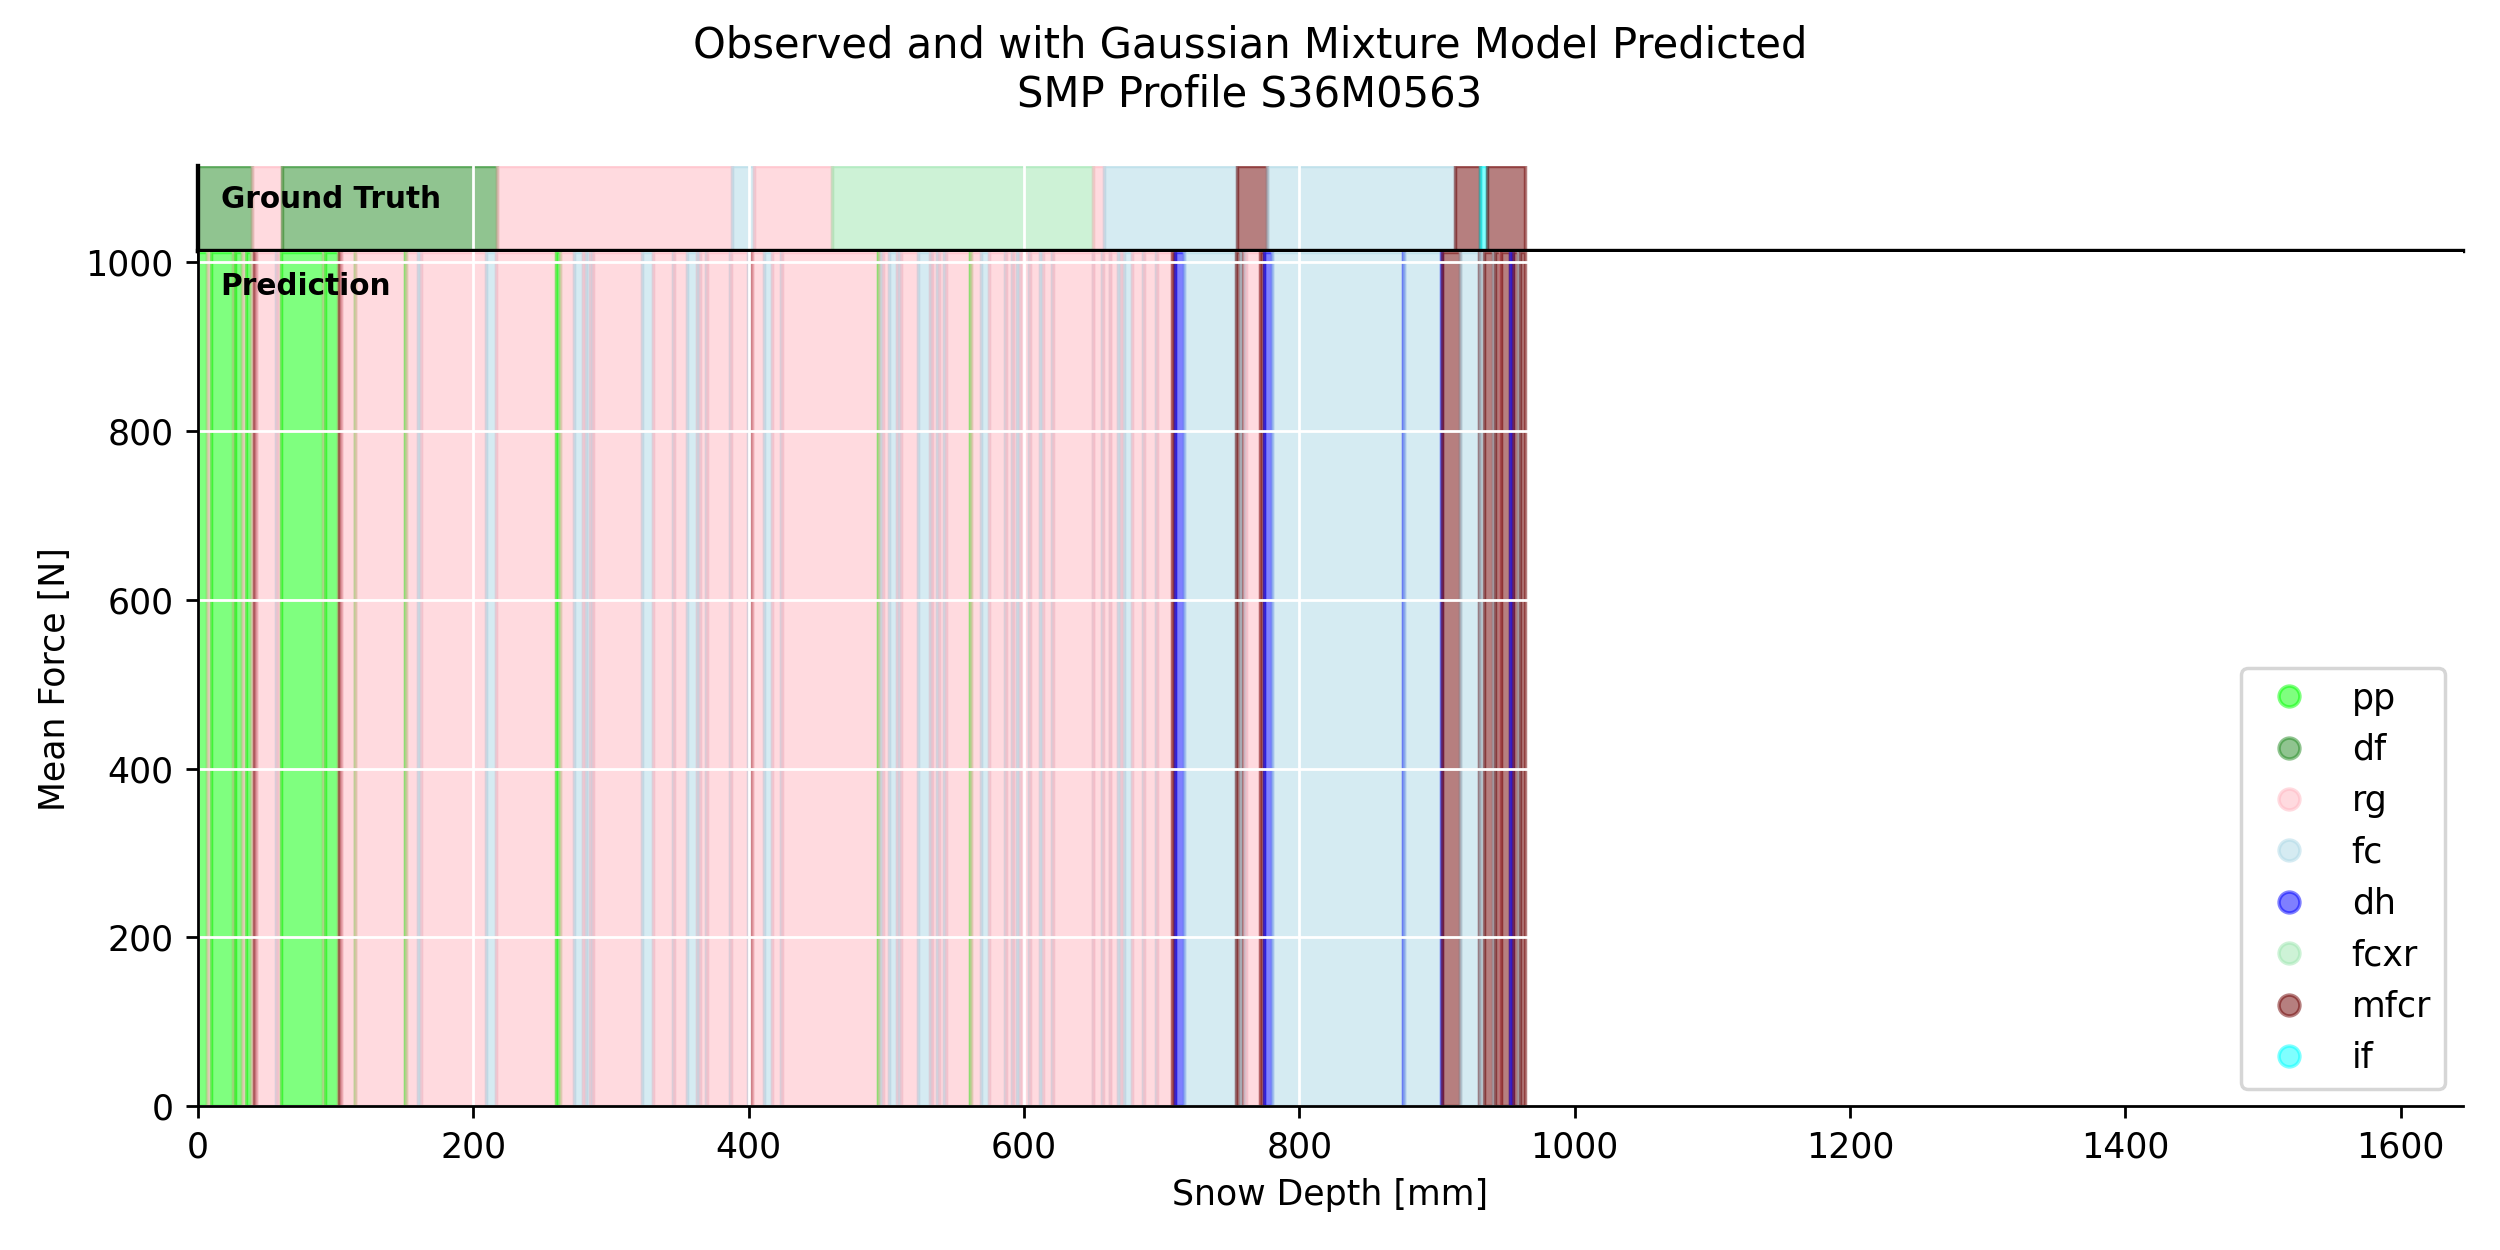 Observed and with Gaussian Mixture Model Predicted
SMP Profile S36M0563
Ground Truth
Prediction
1000
800
600
400
200
0
Mean Force [N]
0 200 400 600 800 1000 1200 1400 1600
Snow Depth [mm]
pp
df
rg
fc
dh
fcxr
mfcr
if